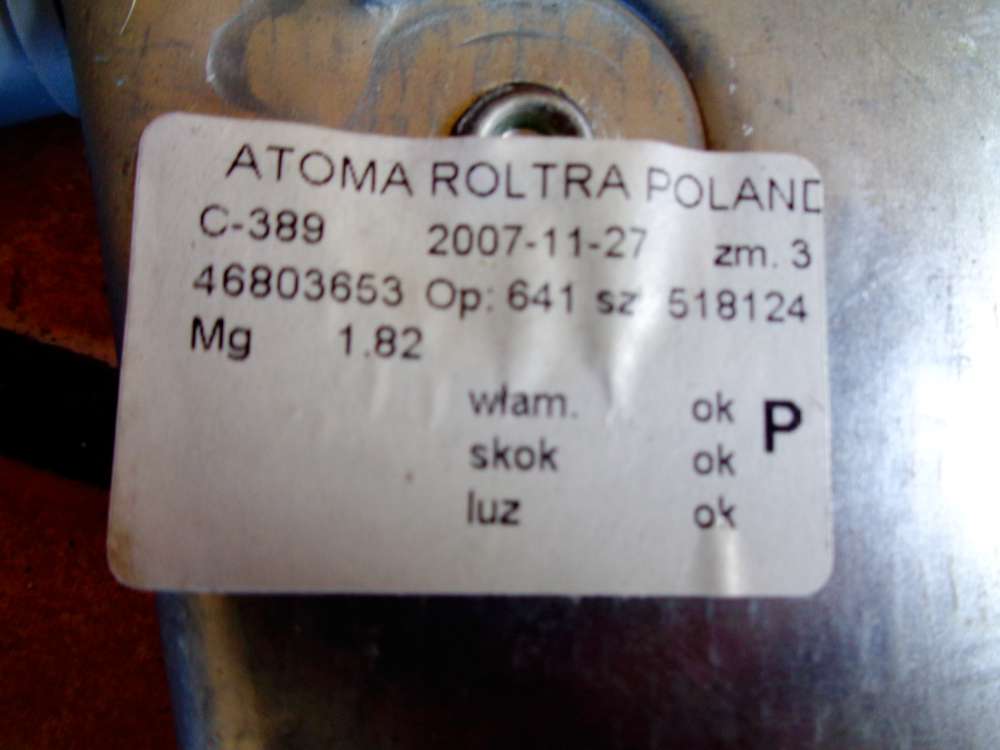 ATOMA ROLTRA POLAND
C-389 2007-11-27 zm. 3
46803653 Op: 641 sz 518124
Mg 1.82
włam. ok P
skok ok
luz ok